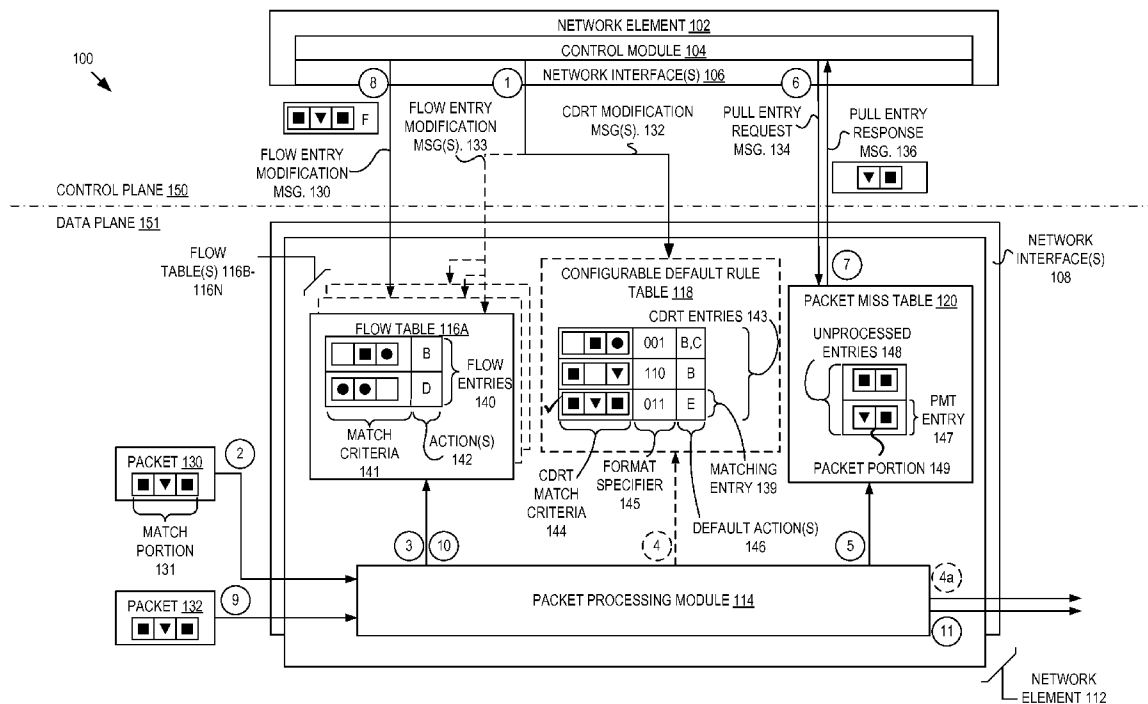 NETWORK ELEMENT 102
CONTROL MODULE 104
NETWORK INTERFACE(S) 106
100
8
1
6
F
FLOW ENTRY
MODIFICATION
MSG. 130
FLOW ENTRY
MODIFICATION
MSG(S). 133
CDRT MODIFICATION
MSG(S). 132
PULL ENTRY
REQUEST
MSG. 134
PULL ENTRY
RESPONSE
MSG. 136
CONTROL PLANE 150
DATA PLANE 151
FLOW
TABLE(S) 116B-
116N
NETWORK
INTERFACE(S)
108
7
CONFIGURABLE DEFAULT RULE
TABLE 118
CDRT ENTRIES 143
001 B,C
110 B
011 E
CDRT
MATCH
CRITERIA
144
FORMAT
SPECIFIER
145
MATCHING
ENTRY 139
DEFAULT ACTION(S)
146
PACKET MISS TABLE 120
UNPROCESSED
ENTRIES 148
PMT
ENTRY
147
PACKET PORTION 149
FLOW TABLE 116A
B
D
FLOW
ENTRIES
140
MATCH
CRITERIA
141
ACTION(S)
142
PACKET 130
2
MATCH
PORTION
131
3
10
4
5
4a
PACKET PROCESSING MODULE 114
PACKET 132
9
11
NETWORK
ELEMENT 112